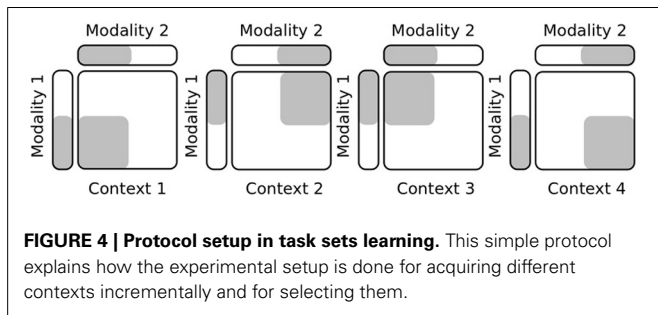 Modality 2 Modality 2 Modality 2 Modality 2
Modality 1 Modality 1 Modality 1 Modality 1
Context 1 Context 2 Context 3 Context 4
FIGURE 4 | Protocol setup in task sets learning. This simple protocol
explains how the experimental setup is done for acquiring different
contexts incrementally and for selecting them.